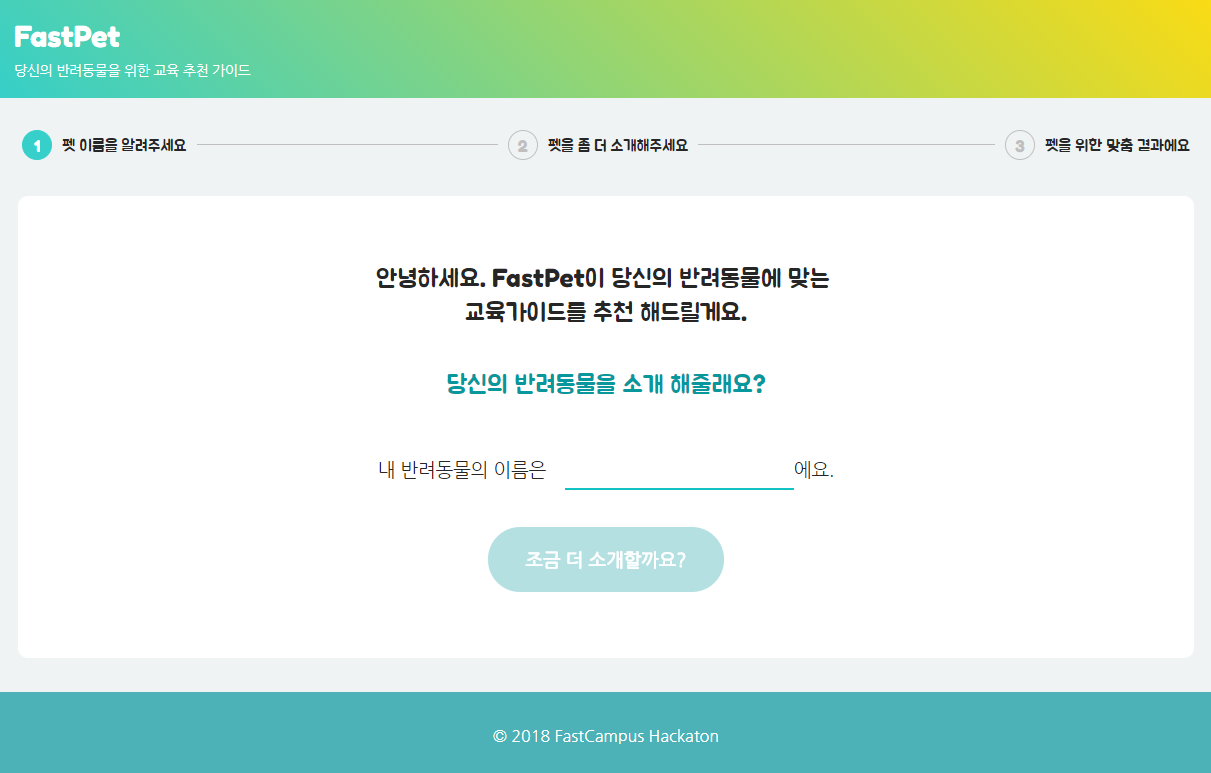 FastPet
당신의 반려동물을 위한 교육 추천 가이드
1 펫 이름을 알려주세요 2 펫을 좀 더 소개해주세요 3 펫을 위한 맞춤 결과에요
안녕하세요. FastPet이 당신의 반려동물에 맞는
교육가이드를 추천 해드릴게요.
당신의 반려동물을 소개 해줄래요?
내 반려동물의 이름은 에요.
조금 더 소개할까요?
© 2018 FastCampus Hackaton